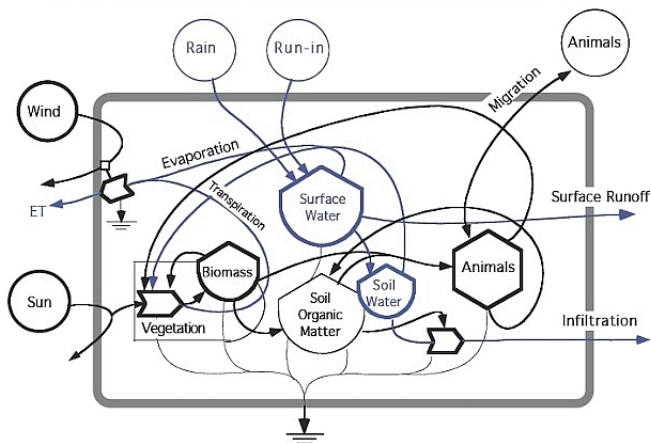 Rain
Run-in
Animals
Wind
Migration
Evaporation
Transpiration
ET
Surface
Water
Surface Runoff
Biomass
Animals
Sun
Soil
Water
Soil
Organic
Matter
Vegetation
Infiltration